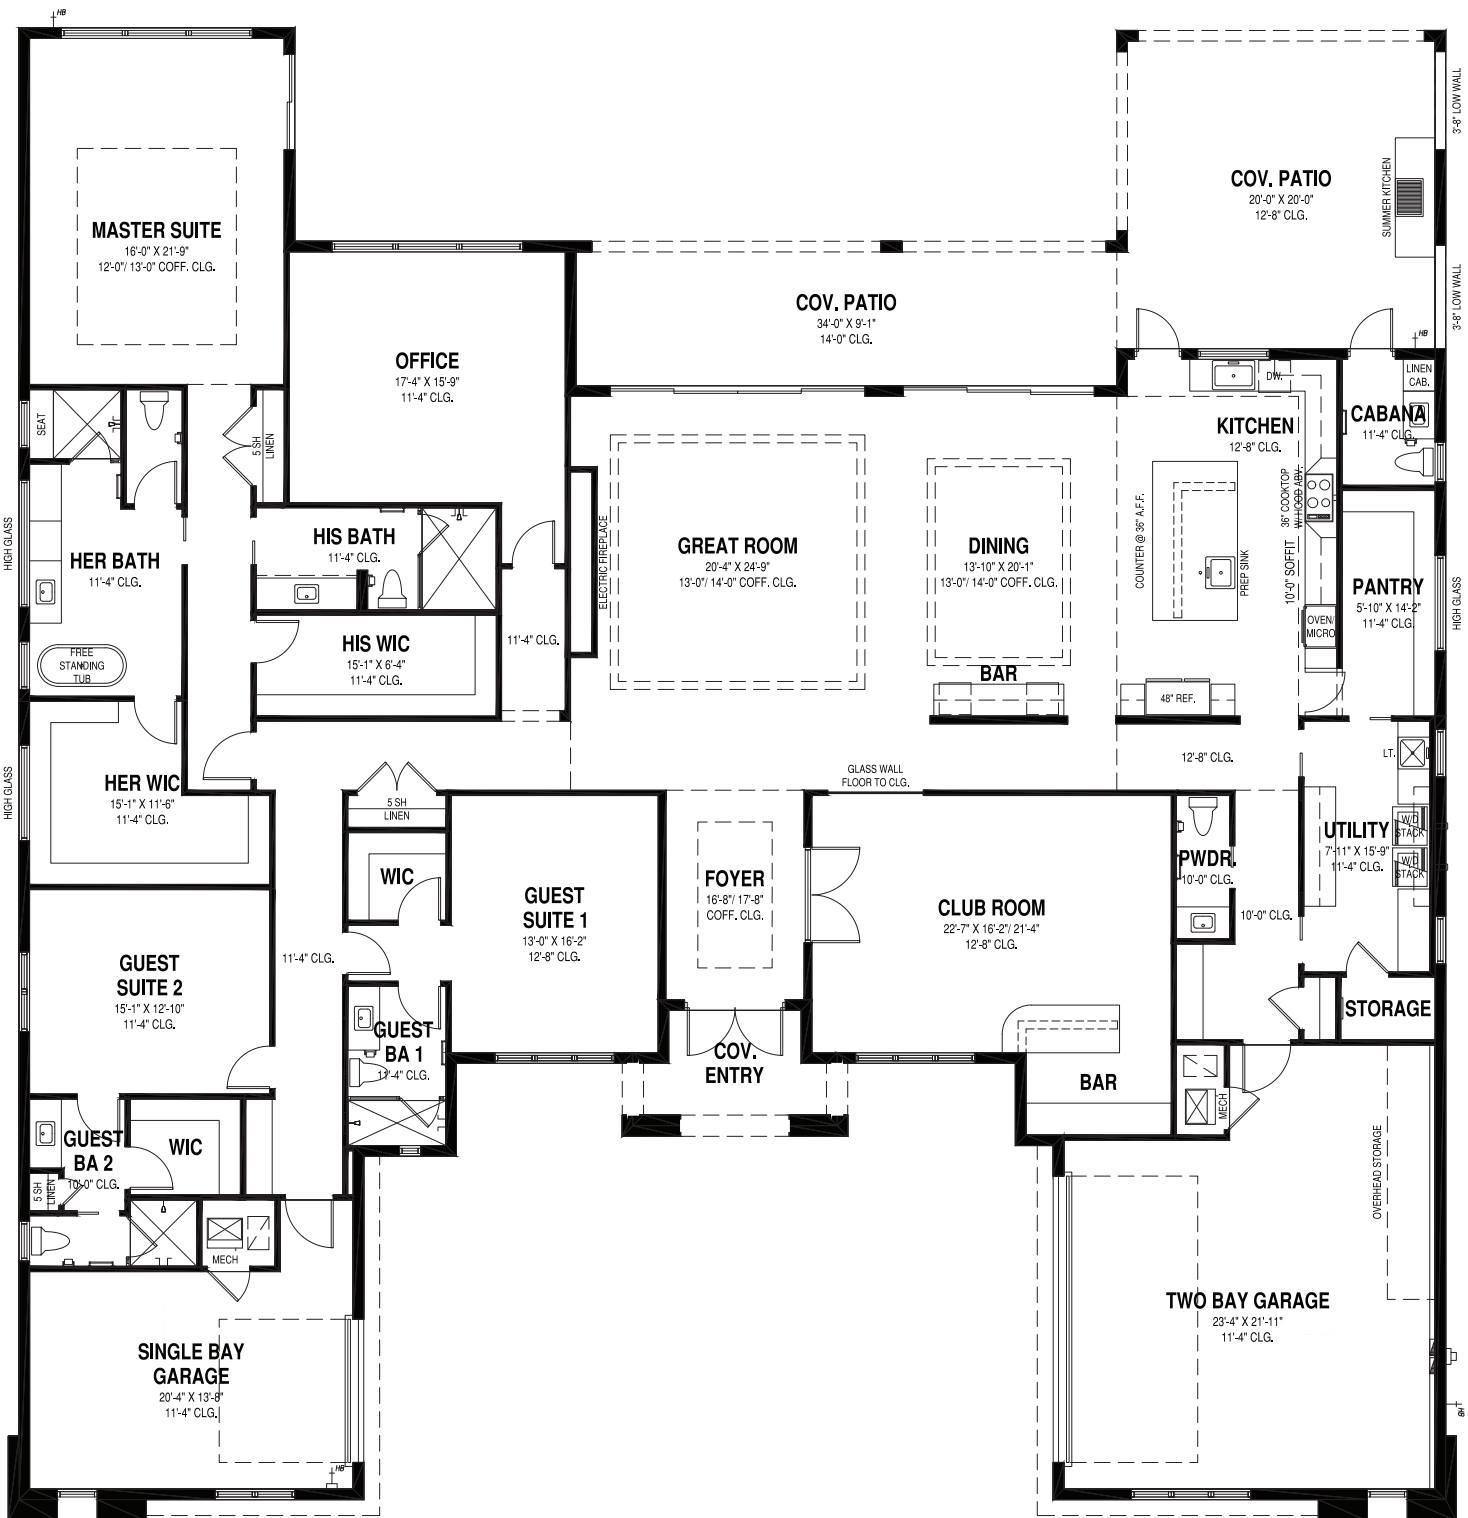 HB
MASTER SUITE
16'-0" X 21'-9"
12'-0"/ 13'-0" COFF. CLG.
COV. PATIO
20'-0" X 20'-0"
12'-8" CLG.
SUMMER KITCHEN
3'-8" LOW WALL
3'-8" LOW WALL
HB
COV. PATIO
34'-0" X 9'-1"
14'-0" CLG.
OFFICE
17'-4" X 15'-9"
11'-4" CLG.
SEAT
5 SH
LINEN
DW.
LINEN
CAB.
KITCHEN
12'-8" CLG.
CABANA
11'-4" CLG.
36" COOKTOP
W/HOOD ABV.
COUNTER @ 36" A.F.F.
PREP SINK
10'-0" SOFFIT
OVEN/
MICRO
48" REF.
PANTRY
5'-10" X 14'-2"
11'-4" CLG.
HIGH GLASS
HIGH GLASS
HER BATH
11'-4" CLG.
FREE
STANDING
TUB
HIS BATH
11'-4" CLG.
HIS WIC
15'-1" X 6'-4"
11'-4" CLG.
11'-4" CLG.
ELECTRIC FIREPLACE
GREAT ROOM
20'-4" X 24'-9"
13'-0"/ 14'-0" COFF. CLG.
DINING
13'-10" X 20'-1"
13'-0"/ 14'-0" COFF. CLG.
BAR
HIGH GLASS
HER WIC
15'-1" X 11'-6"
11'-4" CLG.
5 SH
LINEN
GLASS WALL
FLOOR TO CLG.
12'-8" CLG.
LT.
W/D
STACK
W/D
STACK
UTILITY
7'-11" X 15'-9"
11'-4" CLG.
PWDR.
10'-0" CLG.
10'-0" CLG.
WIC
GUEST
SUITE 1
13'-0" X 16'-2"
12'-8" CLG.
FOYER
16'-8"/ 17'-8"
COFF. CLG.
CLUB ROOM
22'-7" X 16'-2"/ 21'-4"
12'-8" CLG.
GUEST
SUITE 2
15'-1" X 12'-10"
11'-4" CLG.
11'-4" CLG.
GUEST
BA 1
11'-4" CLG.
COV.
ENTRY
BAR
STORAGE
MECH
GUEST
BA 2
10'-0" CLG.
5 SH
LINEN
WIC
MECH
OVERHEAD STORAGE
SINGLE BAY
GARAGE
20'-4" X 13'-8"
11'-4" CLG.
HB
TWO BAY GARAGE
23'-4" X 21'-11"
11'-4" CLG.
HB